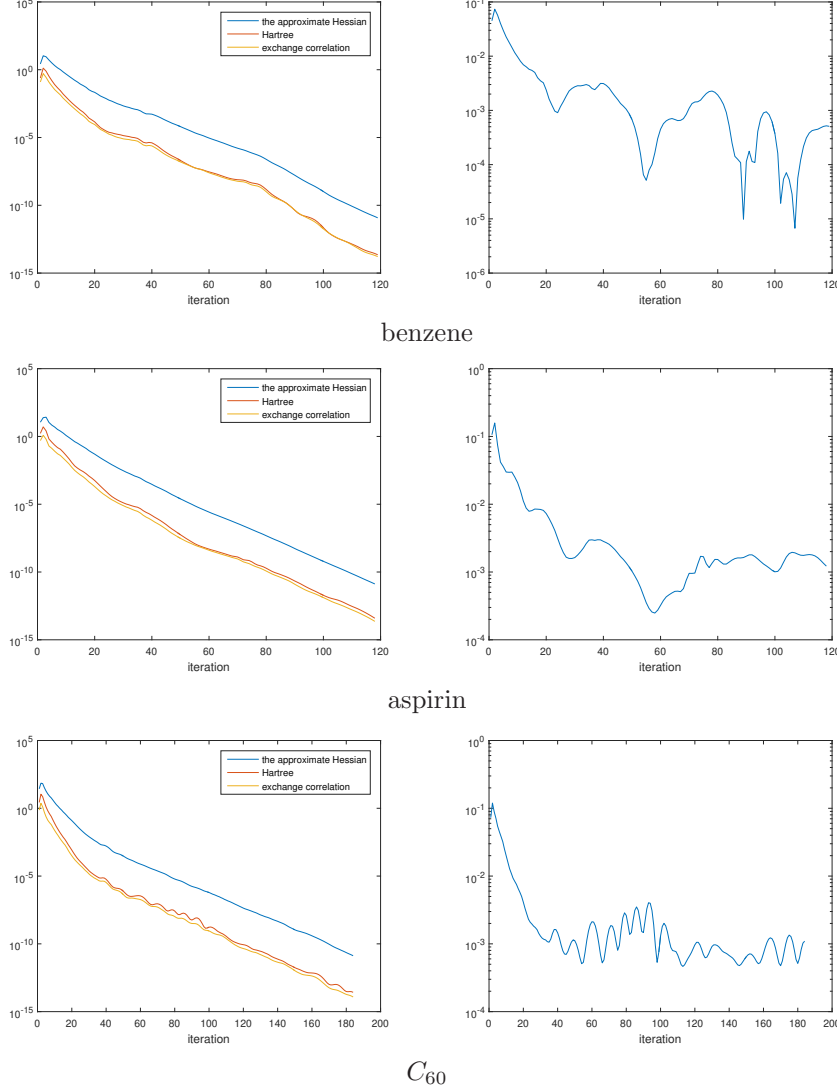 10^5
10^0
10^-5
10^-10
10^-15
0 20 40 60 80 100 120
iteration
the approximate Hessian
Hartree
exchange correlation
10^-1
10^-2
10^-3
10^-4
10^-5
10^-6
0 20 40 60 80 100 120
iteration
benzene
10^5
10^0
10^-5
10^-10
10^-15
0 20 40 60 80 100 120
iteration
the approximate Hessian
Hartree
exchange correlation
10^0
10^-1
10^-2
10^-3
10^-4
0 20 40 60 80 100 120
iteration
aspirin
10^5
10^0
10^-5
10^-10
10^-15
0 20 40 60 80 100 120 140 160 180 200
iteration
the approximate Hessian
Hartree
exchange correlation
10^0
10^-1
10^-2
10^-3
10^-4
0 20 40 60 80 100 120 140 160 180 200
iteration
C_60